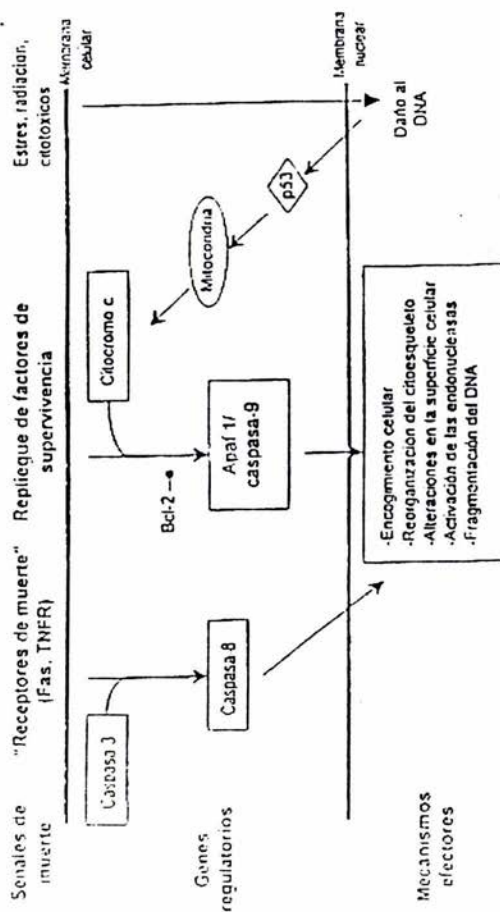 Señales de
muerte
"Receptores de muerte"
(Fas, TNFR)
Repliegue de factores de
supervivencia
Estres, radiacion,
citotóxicos
Membrana
celular
Caspasa 3
Citocromo c
Mitocondria
p53
Bcl-2
Genes
regulatorios
Caspasa 8
Apaf 1/
caspasa-9
Membrana
nuclear
Daño al
DNA
Mecanismos
efectores
-Encogimiento celular
-Reorganización del citoesqueleto
-Alteraciones en la superficie celular
-Activación de las endonucleasas
-Fragmentación del DNA